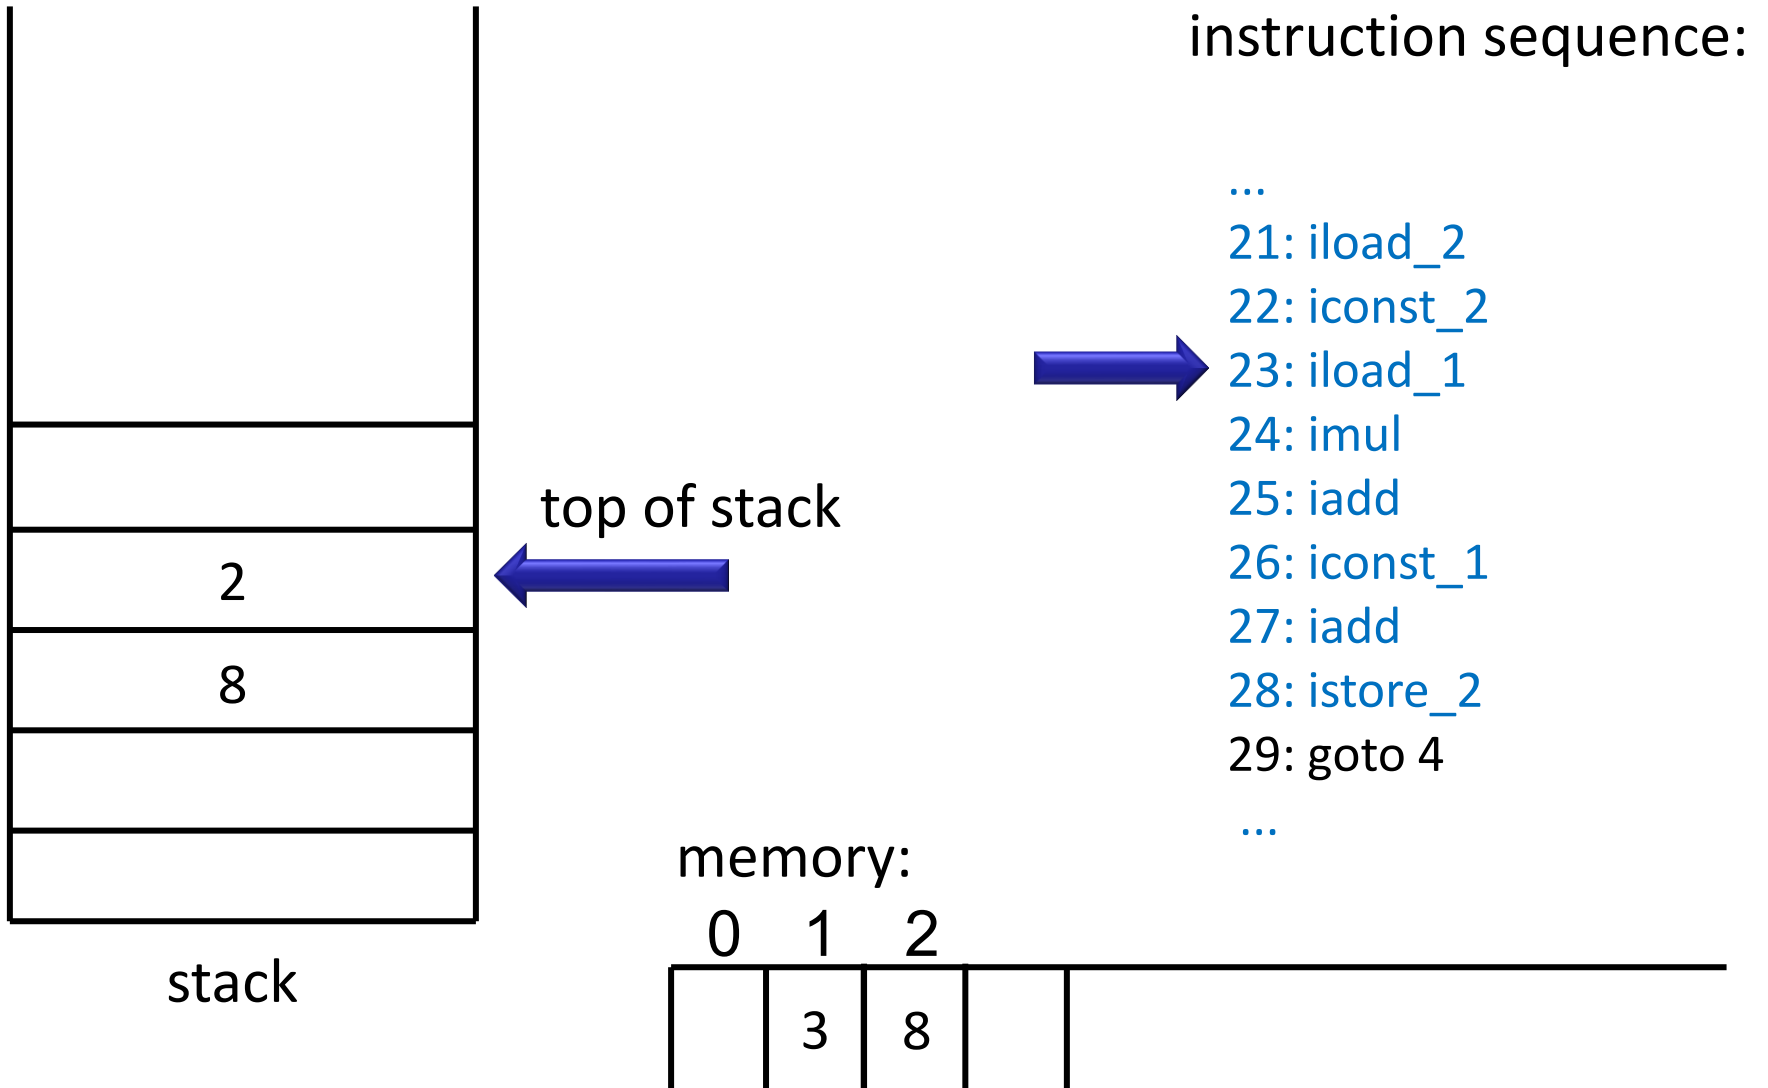 instruction sequence:
...
21: iload_2
22: iconst_2
23: iload_1
24: imul
25: iadd
26: iconst_1
27: iadd
28: istore_2
29: goto 4
...
top of stack
2
8
stack
memory:
0 1 2
3 8